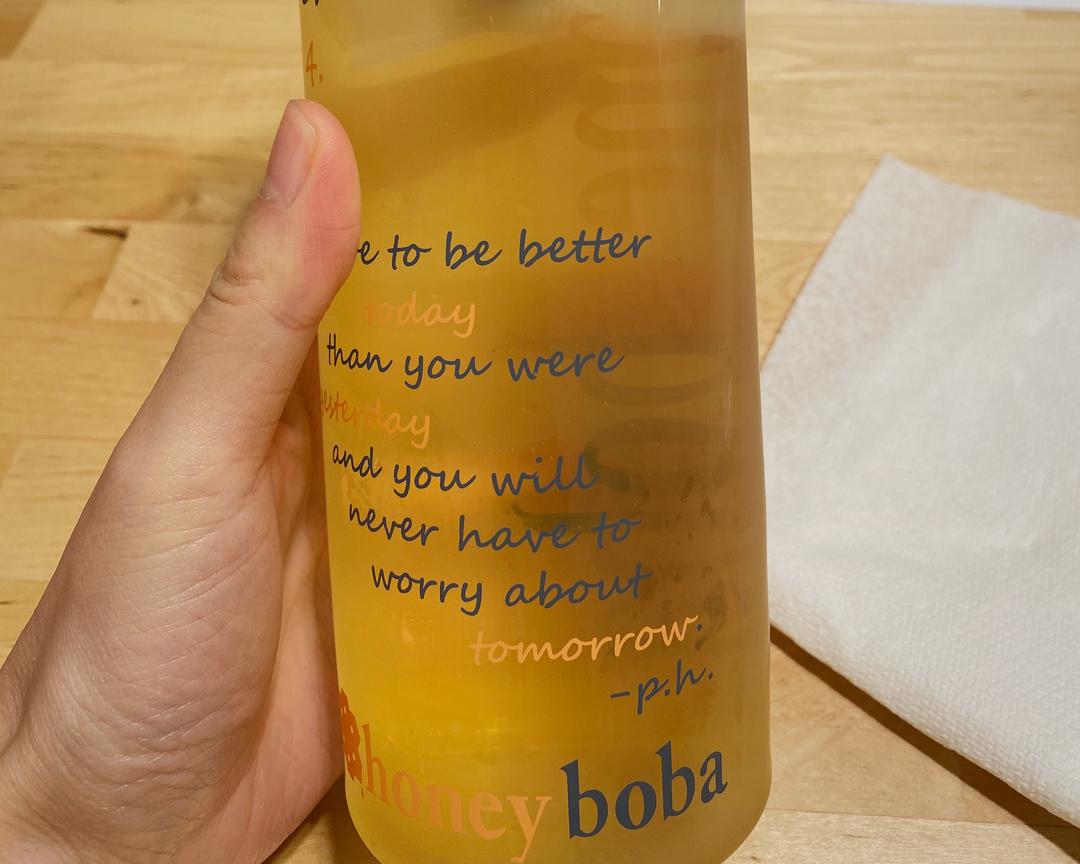 4.
to be better
today
than you were
yesterday
and you will
never have to
worry about
tomorrow.
-p.h.
honey boba